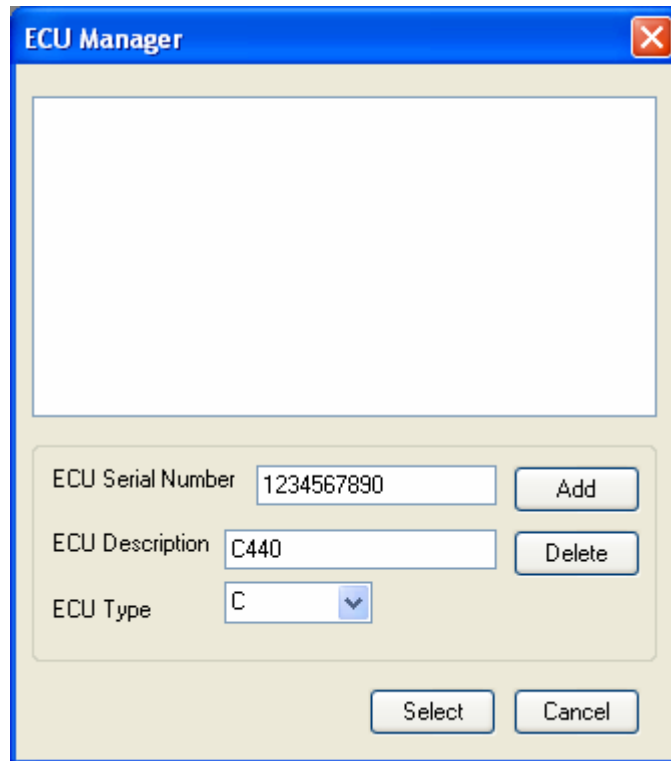 ECU Manager
ECU Serial Number 1234567890 Add
ECU Description C440 Delete
ECU Type C
Select Cancel